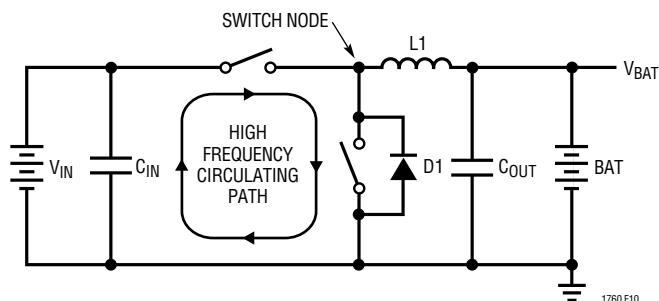 SWITCH NODE
L1
V_BAT
V_IN
C_IN
HIGH
FREQUENCY
CIRCULATING
PATH
D1
C_OUT
BAT
1760 F10